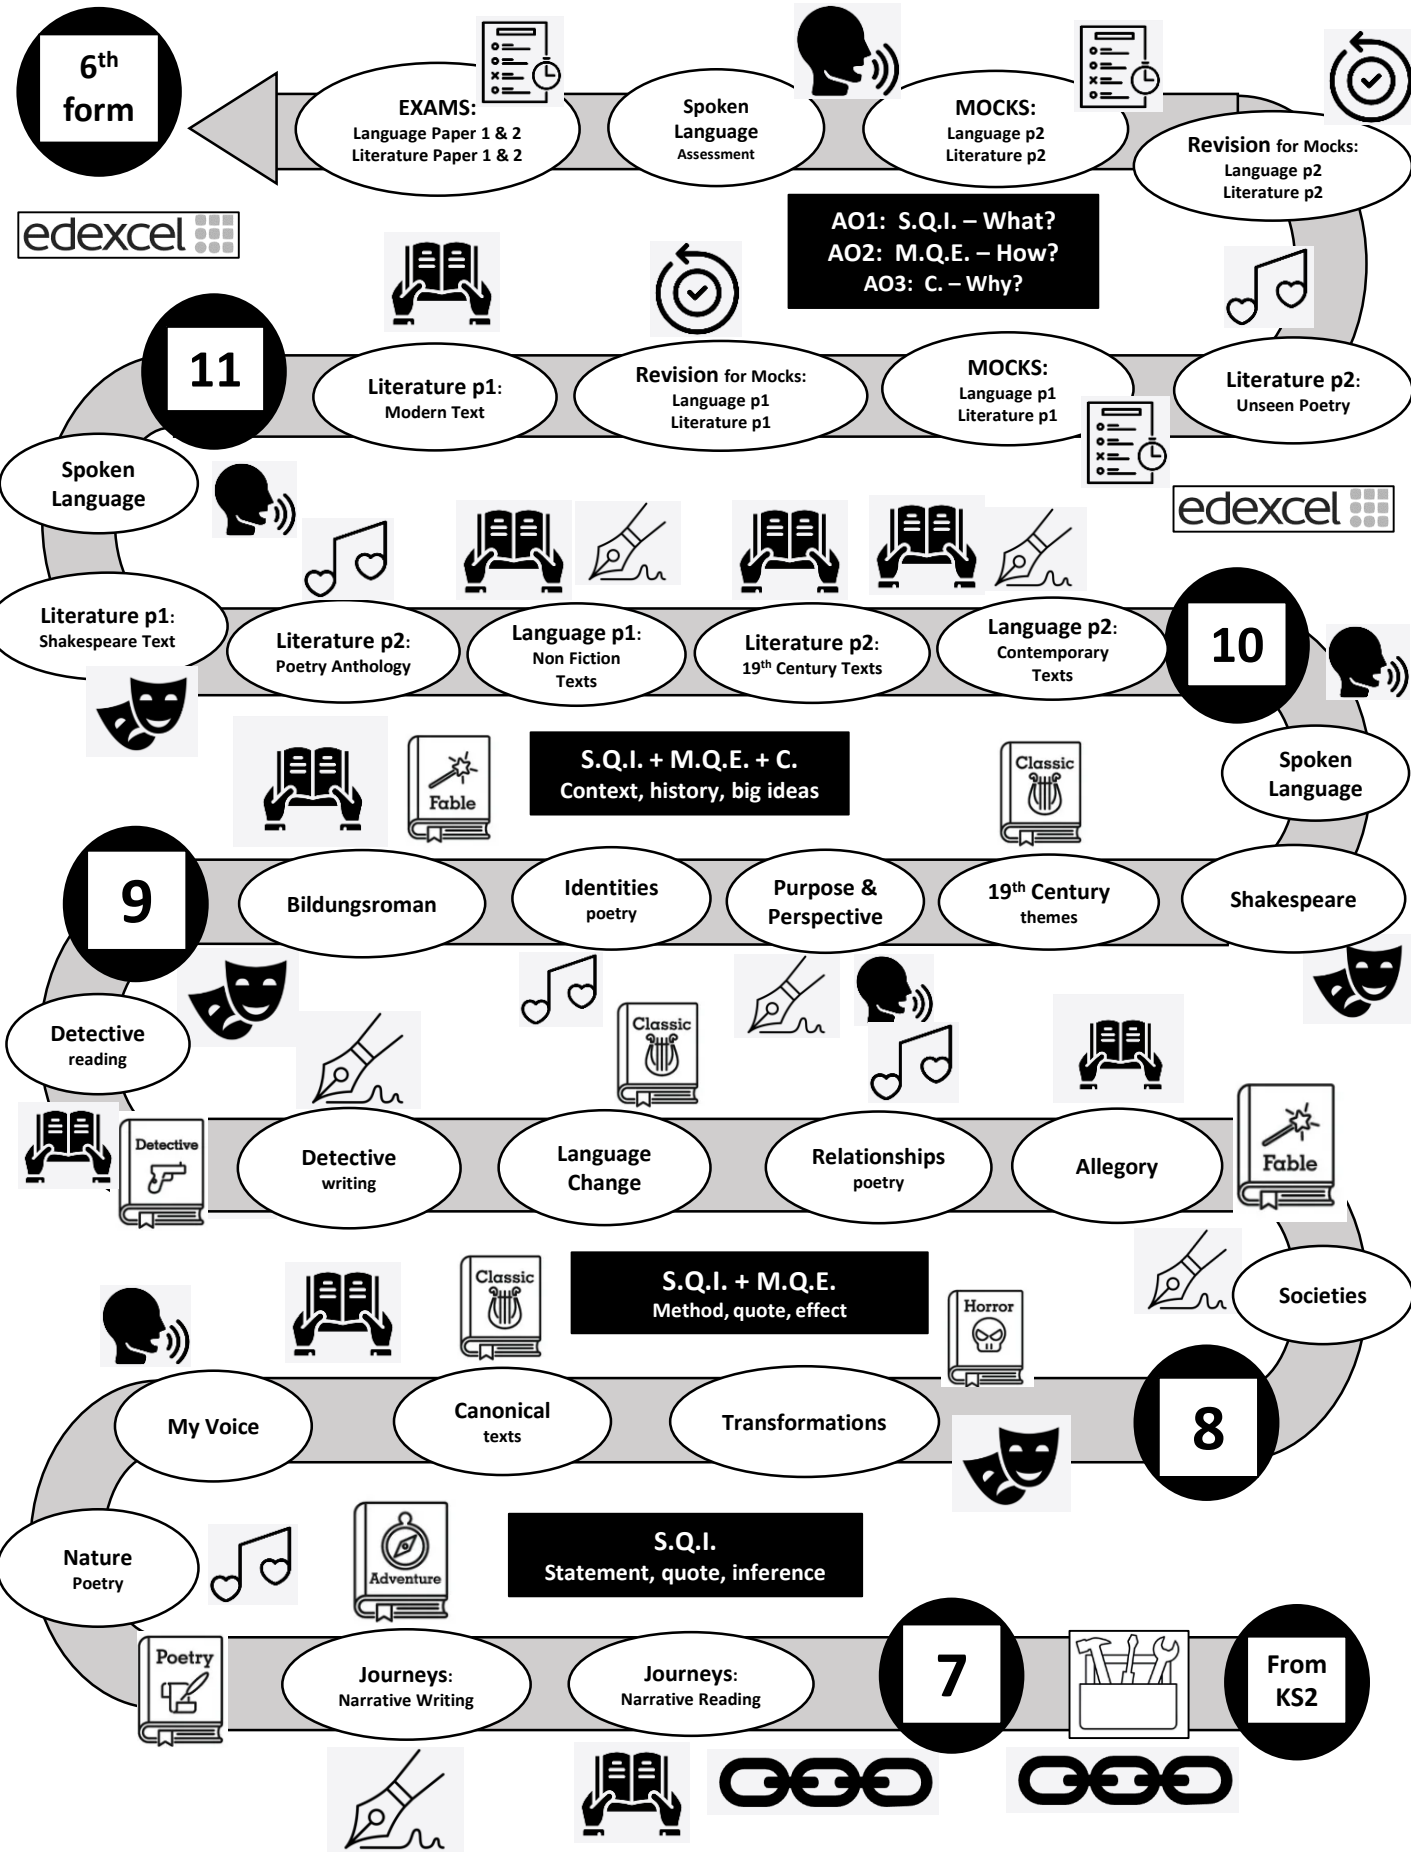 6th
form
EXAMS:
Language Paper 1 & 2
Literature Paper 1 & 2
Spoken
Language
Assessment
MOCKS:
Language p2
Literature p2
Revision for Mocks:
Language p2
Literature p2
edexcel
AO1: S.Q.I. – What?
AO2: M.Q.E. – How?
AO3: C. – Why?
11
Literature p1:
Modern Text
Revision for Mocks:
Language p1
Literature p1
MOCKS:
Language p1
Literature p1
Literature p2:
Unseen Poetry
Spoken
Language
edexcel
Literature p1:
Shakespeare Text
Literature p2:
Poetry Anthology
Language p1:
Non Fiction
Texts
Literature p2:
19th Century Texts
Language p2:
Contemporary
Texts
10
Fable
S.Q.I. + M.Q.E. + C.
Context, history, big ideas
Classic
Spoken
Language
9
Bildungsroman
Identities
poetry
Purpose &
Perspective
19th Century
themes
Shakespeare
Detective
reading
Classic
Detective
Detective
writing
Language
Change
Relationships
poetry
Allegory
Fable
Classic
S.Q.I. + M.Q.E.
Method, quote, effect
Horror
Societies
My Voice
Canonical
texts
Transformations
8
Nature
Poetry
Adventure
S.Q.I.
Statement, quote, inference
Poetry
Journeys:
Narrative Writing
Journeys:
Narrative Reading
7
From
KS2